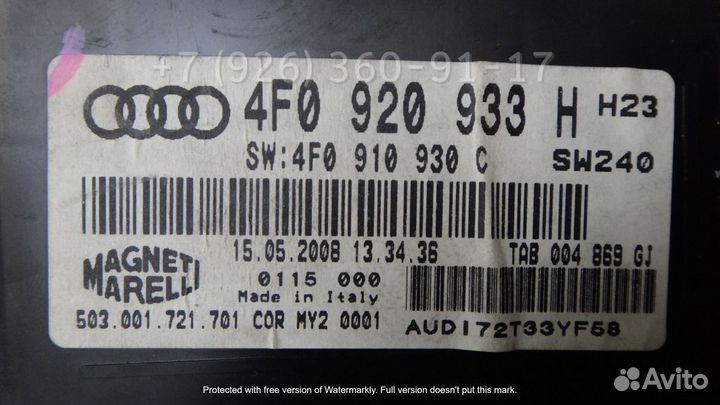 +7 (926) 360-91-17
4F0 920 933 H H23
SW:4F0 910 930 C SW240
15.05.2008 13.34.36 TAB 004 869 GJ
MAGNETI
MARELLI
0115 000
Made in Italy
503.001.721.701 COR MY2 0001
AUDI72T33YF58
Protected with free version of Watermarkly. Full version doesn't put this mark.
Avito